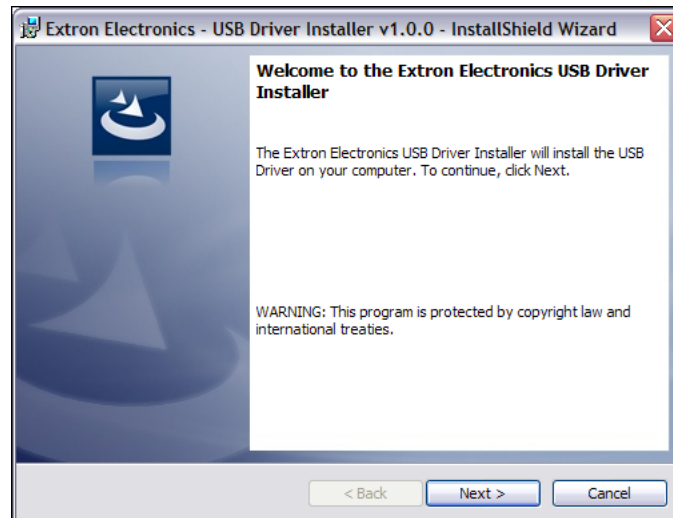 Extron Electronics - USB Driver Installer v1.0.0 - InstallShield Wizard
Welcome to the Extron Electronics USB Driver
Installer
The Extron Electronics USB Driver Installer will install the USB
Driver on your computer. To continue, click Next.
WARNING: This program is protected by copyright law and
international treaties.
< Back
Next >
Cancel